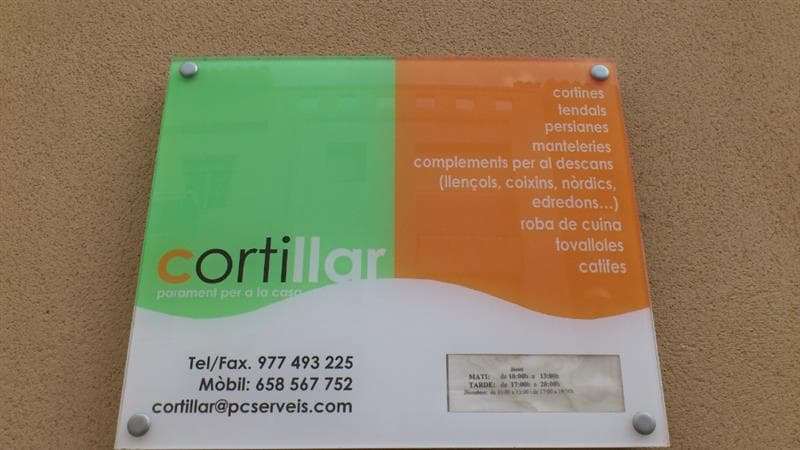 cortines
tendals
persianes
manteleries
complements per al descans
(llençols, coixins, nòrdics,
edredons...)
roba de cuina
tovalloles
catifes
cortillar
parament per a la casa
Tel/Fax. 977 493 225
Mòbil: 658 567 752
cortillar@pcserveis.com
MATI: de 10:00h a 13:00h
TARDE: de 17:00h a 20:00h